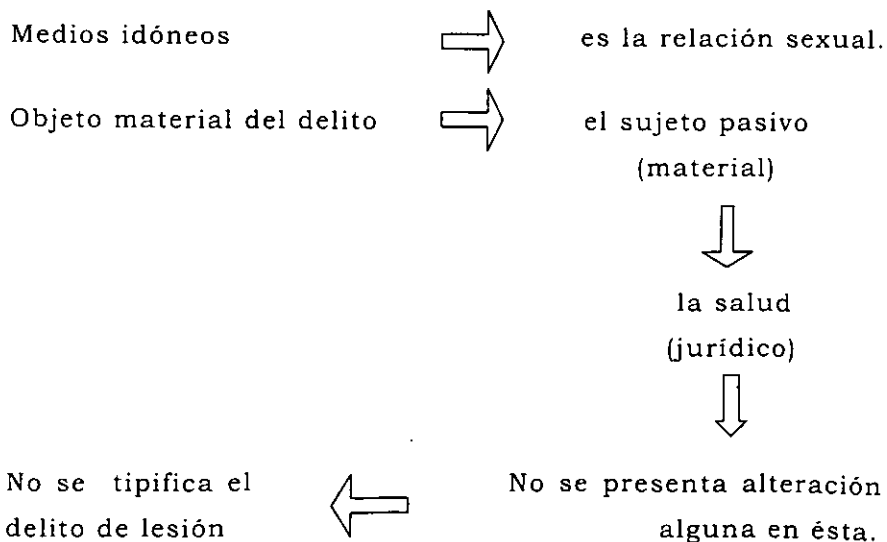 Medios idóneos es la relación sexual.
Objeto material del delito el sujeto pasivo
(material)
la salud
(jurídico)
No se tipifica el No se presenta alteración
delito de lesión alguna en ésta.